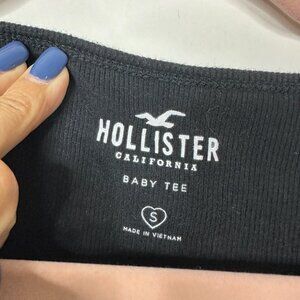 HOLLISTER
CALIFORNIA
BABY TEE
S
MADE IN VIETNAM